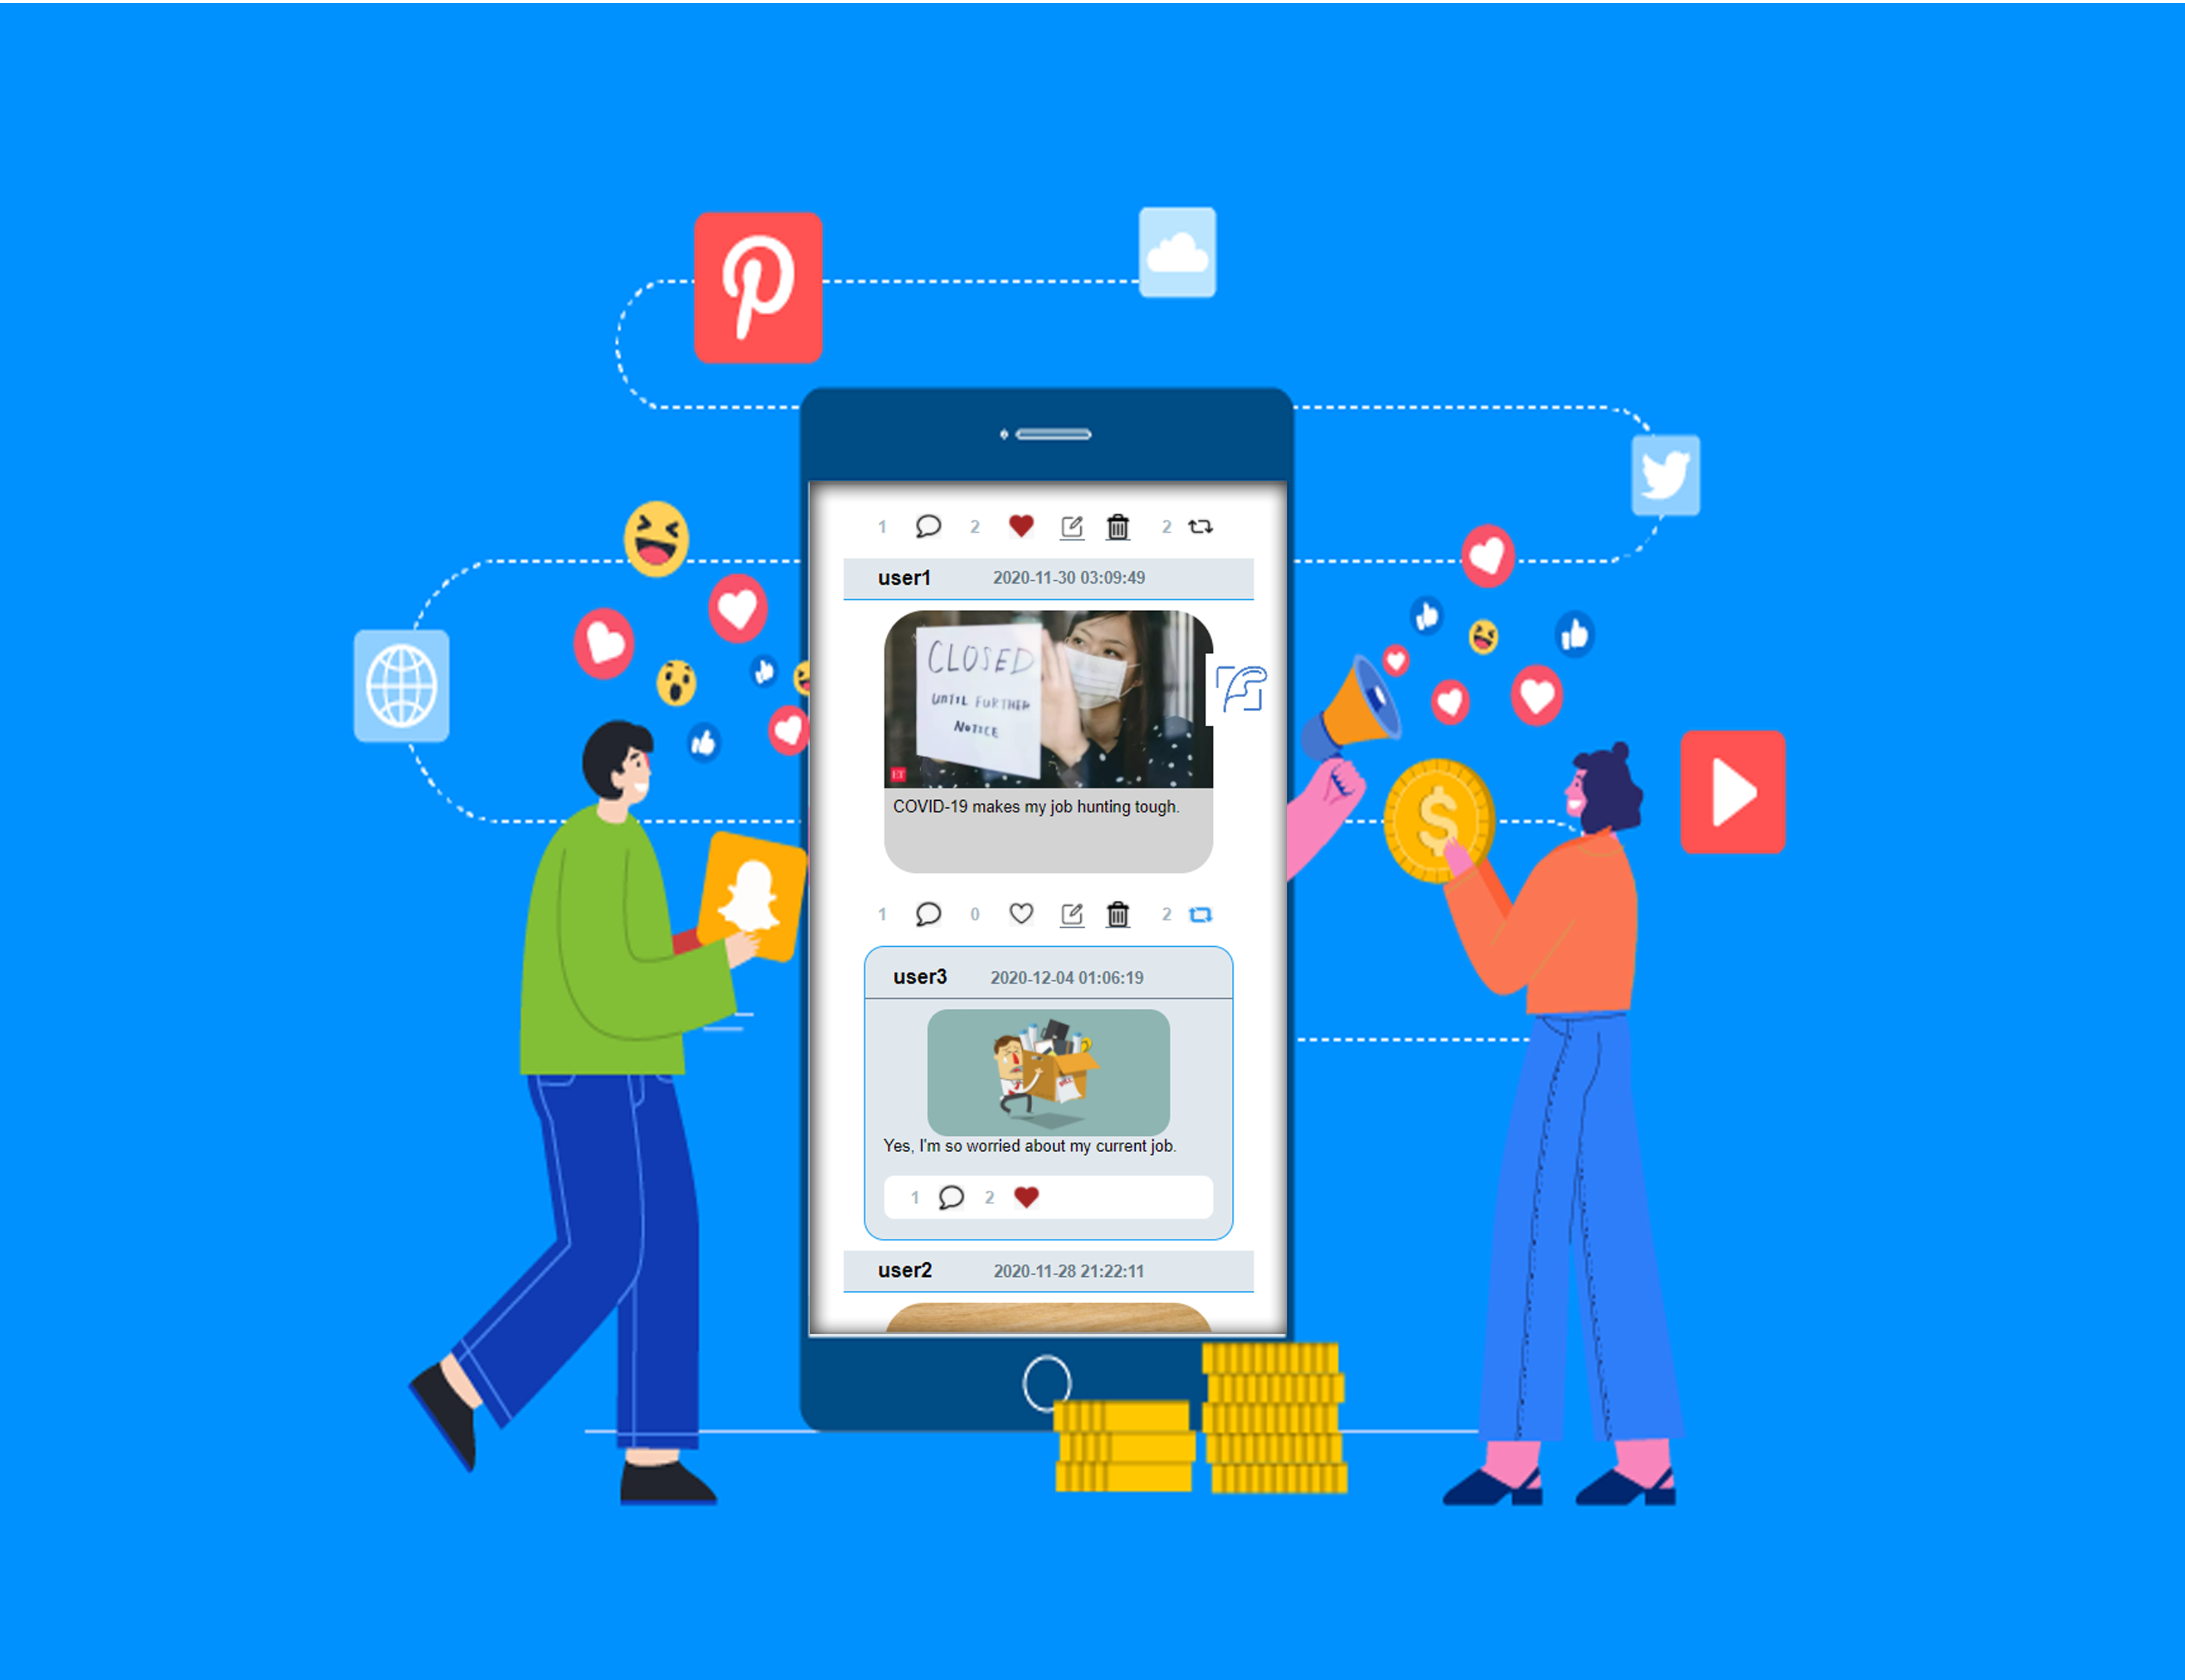 1 2 2
user1 2020-11-30 03:09:49
CLOSED
UNTIL FURTHER
NOTICE
ET
COVID-19 makes my job hunting tough.
1 0 2
user3 2020-12-04 01:06:19
Yes, I'm so worried about my current job.
1 2
user2 2020-11-28 21:22:11